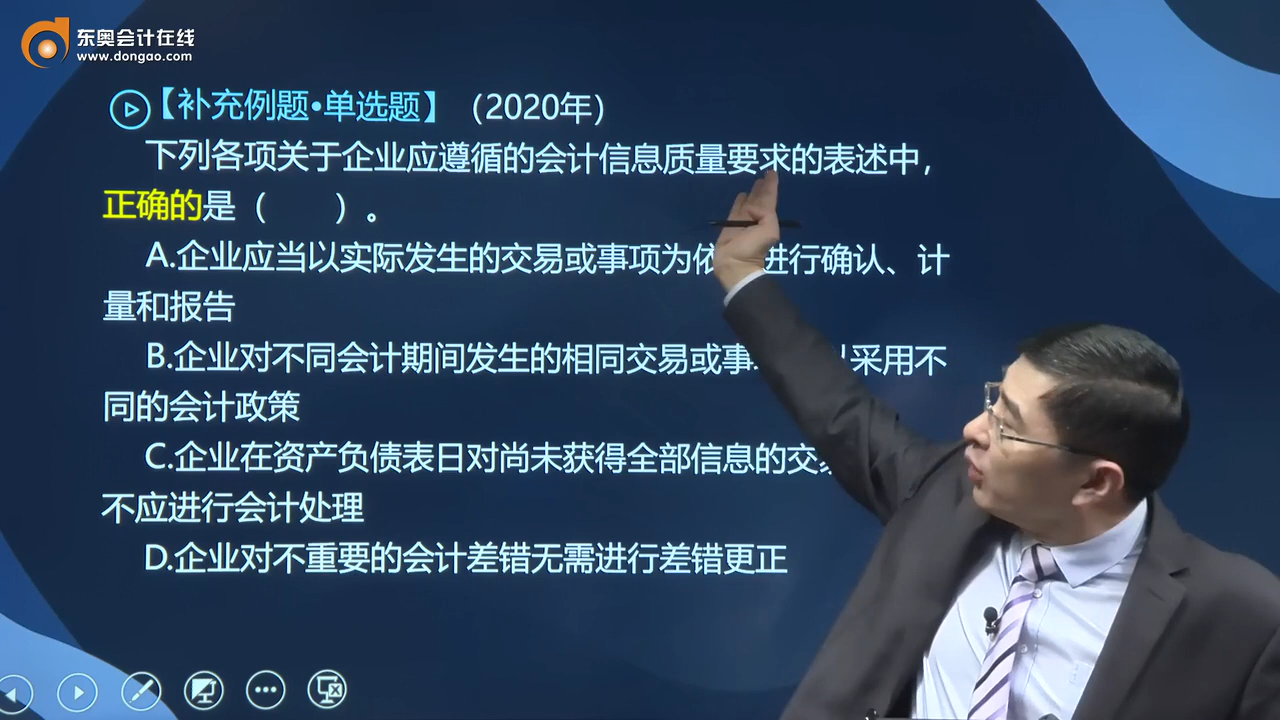 东奥会计在线
www.dongao.com
【补充例题•单选题】（2020年）
下列各项关于企业应遵循的会计信息质量要求的表述中，
正确的是（  ）。
A.企业应当以实际发生的交易或事项为依 进行确认、计
量和报告
B.企业对不同会计期间发生的相同交易或事 采用不
同的会计政策
C.企业在资产负债表日对尚未获得全部信息的交
不应进行会计处理
D.企业对不重要的会计差错无需进行差错更正